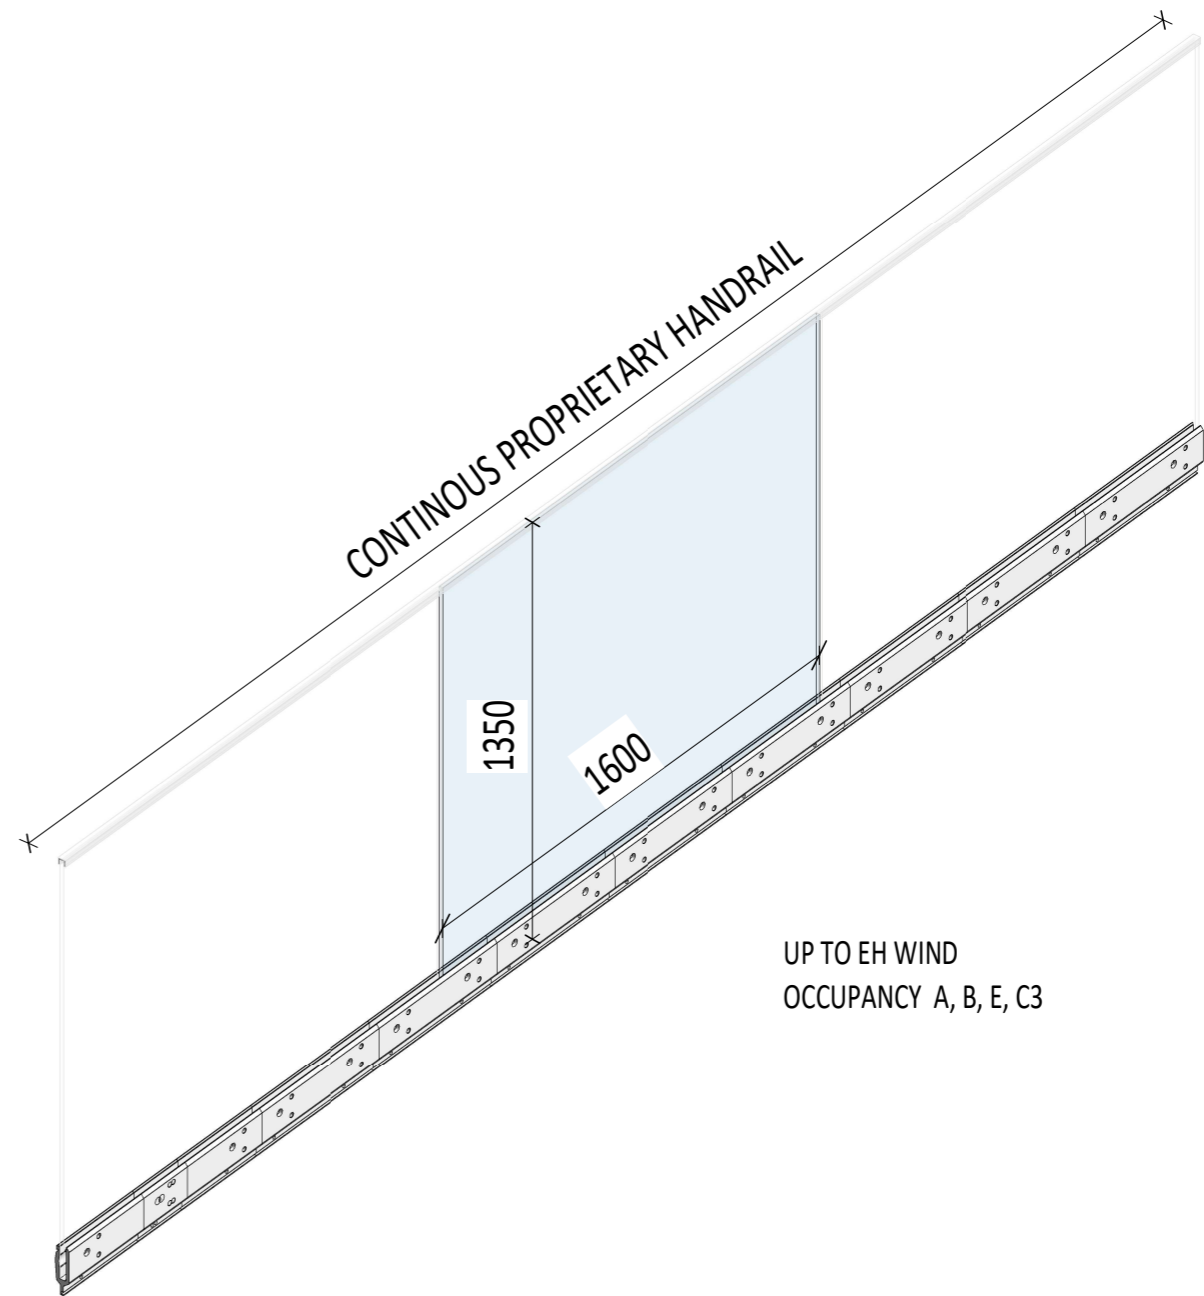 CONTINOUS PROPRIETARY HANDRAIL
1350
1600
UP TO EH WIND
OCCUPANCY A, B, E, C3